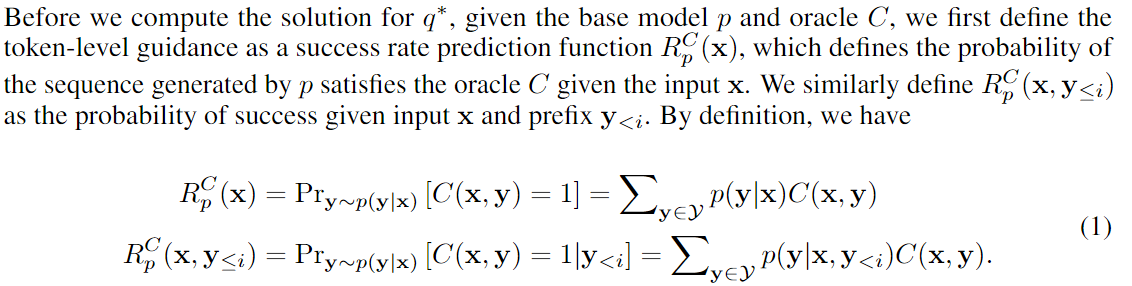 Before we compute the solution for q*, given the base model p and oracle C, we first define the
token-level guidance as a success rate prediction function R_p^C(x), which defines the probability of
the sequence generated by p satisfies the oracle C given the input x. We similarly define R_p^C(x, y_{≤i})
as the probability of success given input x and prefix y_{<i}. By definition, we have
R_p^C(x) = Pr_{y∼p(y|x)} [C(x, y) = 1] = ∑_{y∈𝒴} p(y|x)C(x, y)
R_p^C(x, y_{≤i}) = Pr_{y∼p(y|x)} [C(x, y) = 1|y_{<i}] = ∑_{y∈𝒴} p(y|x, y_{<i})C(x, y).
(1)